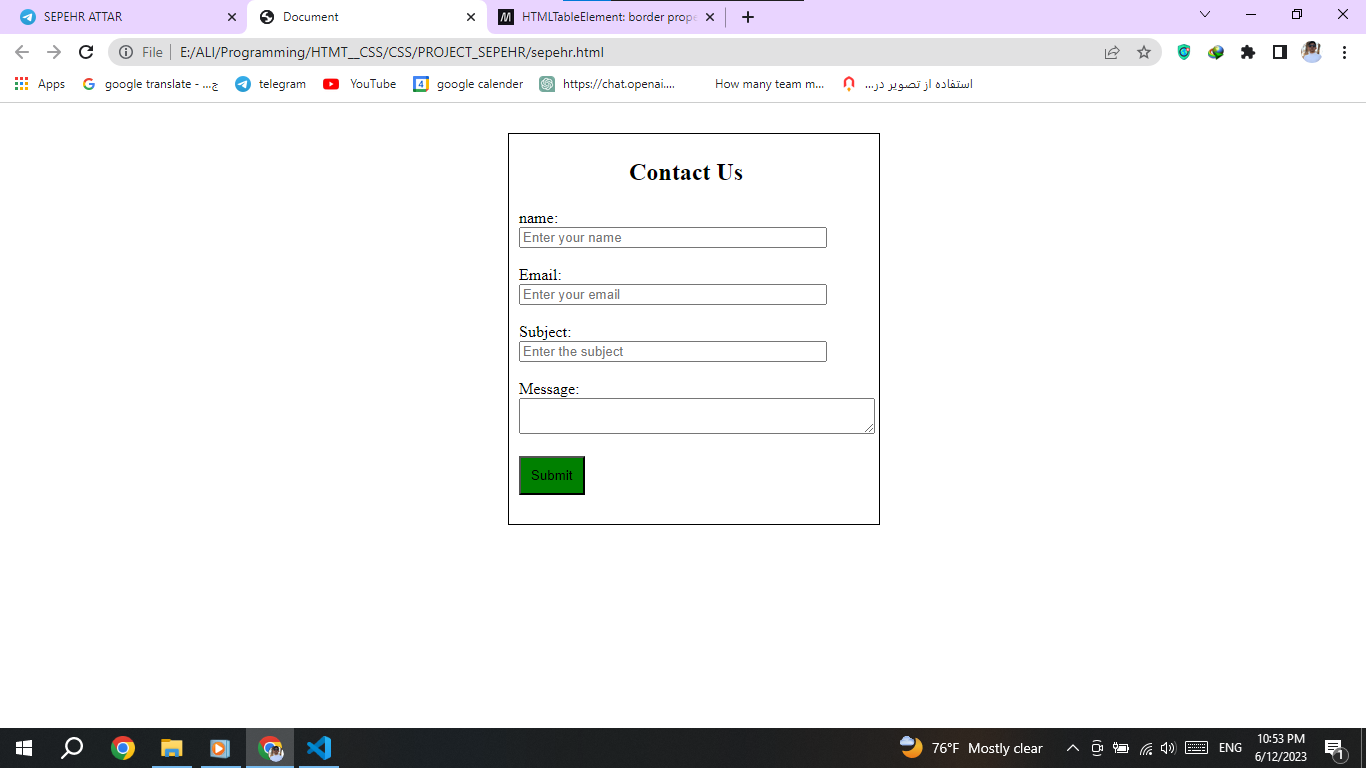 SEPEHR ATTAR
Document
HTMLTableElement: border prope
File
E:/ALI/Programming/HTMT__CSS/CSS/PROJECT_SEPEHR/sepehr.html
Apps
google translate - ج...
telegram
YouTube
4
google calender
https://chat.openai....
How many team m...
استفاده از تصویر در...
Contact Us
name:
Enter your name
Email:
Enter your email
Subject:
Enter the subject
Message:
Submit
76°F Mostly clear
ENG
10:53 PM
6/12/2023
1